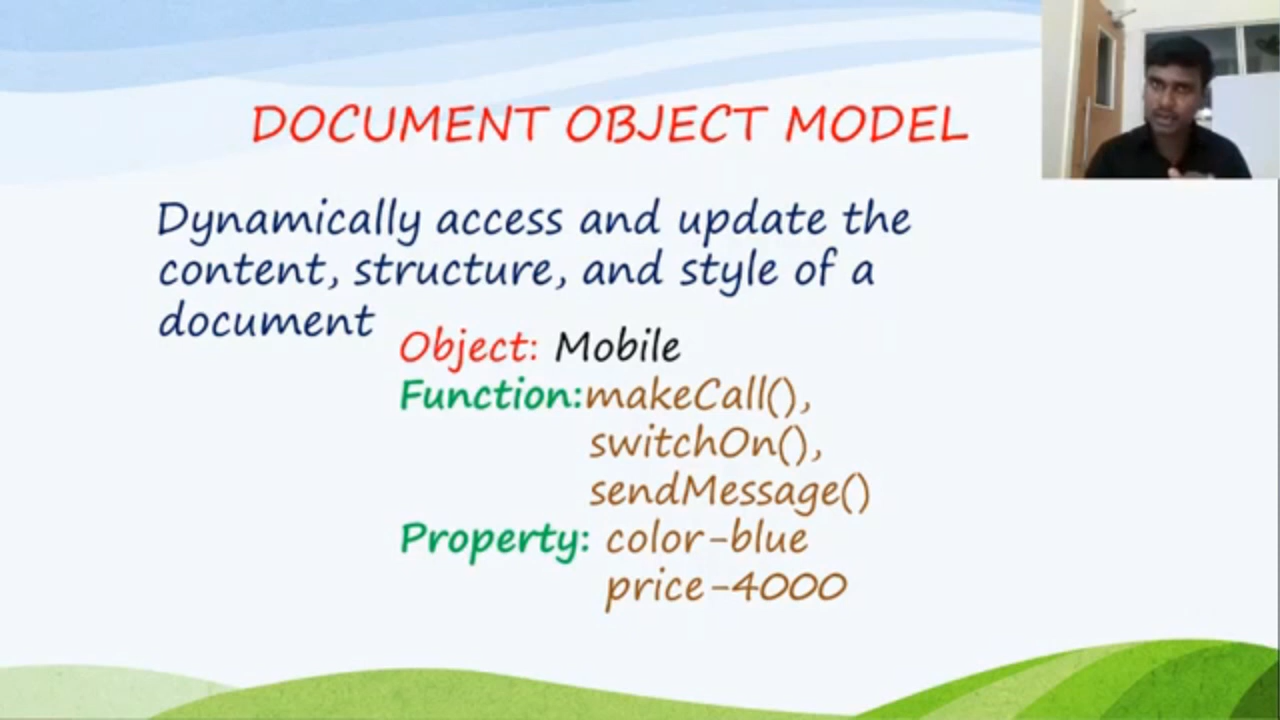 DOCUMENT OBJECT MODEL
Dynamically access and update the
content, structure, and style of a
document
Object: Mobile
Function:makeCall(),
switchOn(),
sendMessage()
Property: color-blue
price-4000